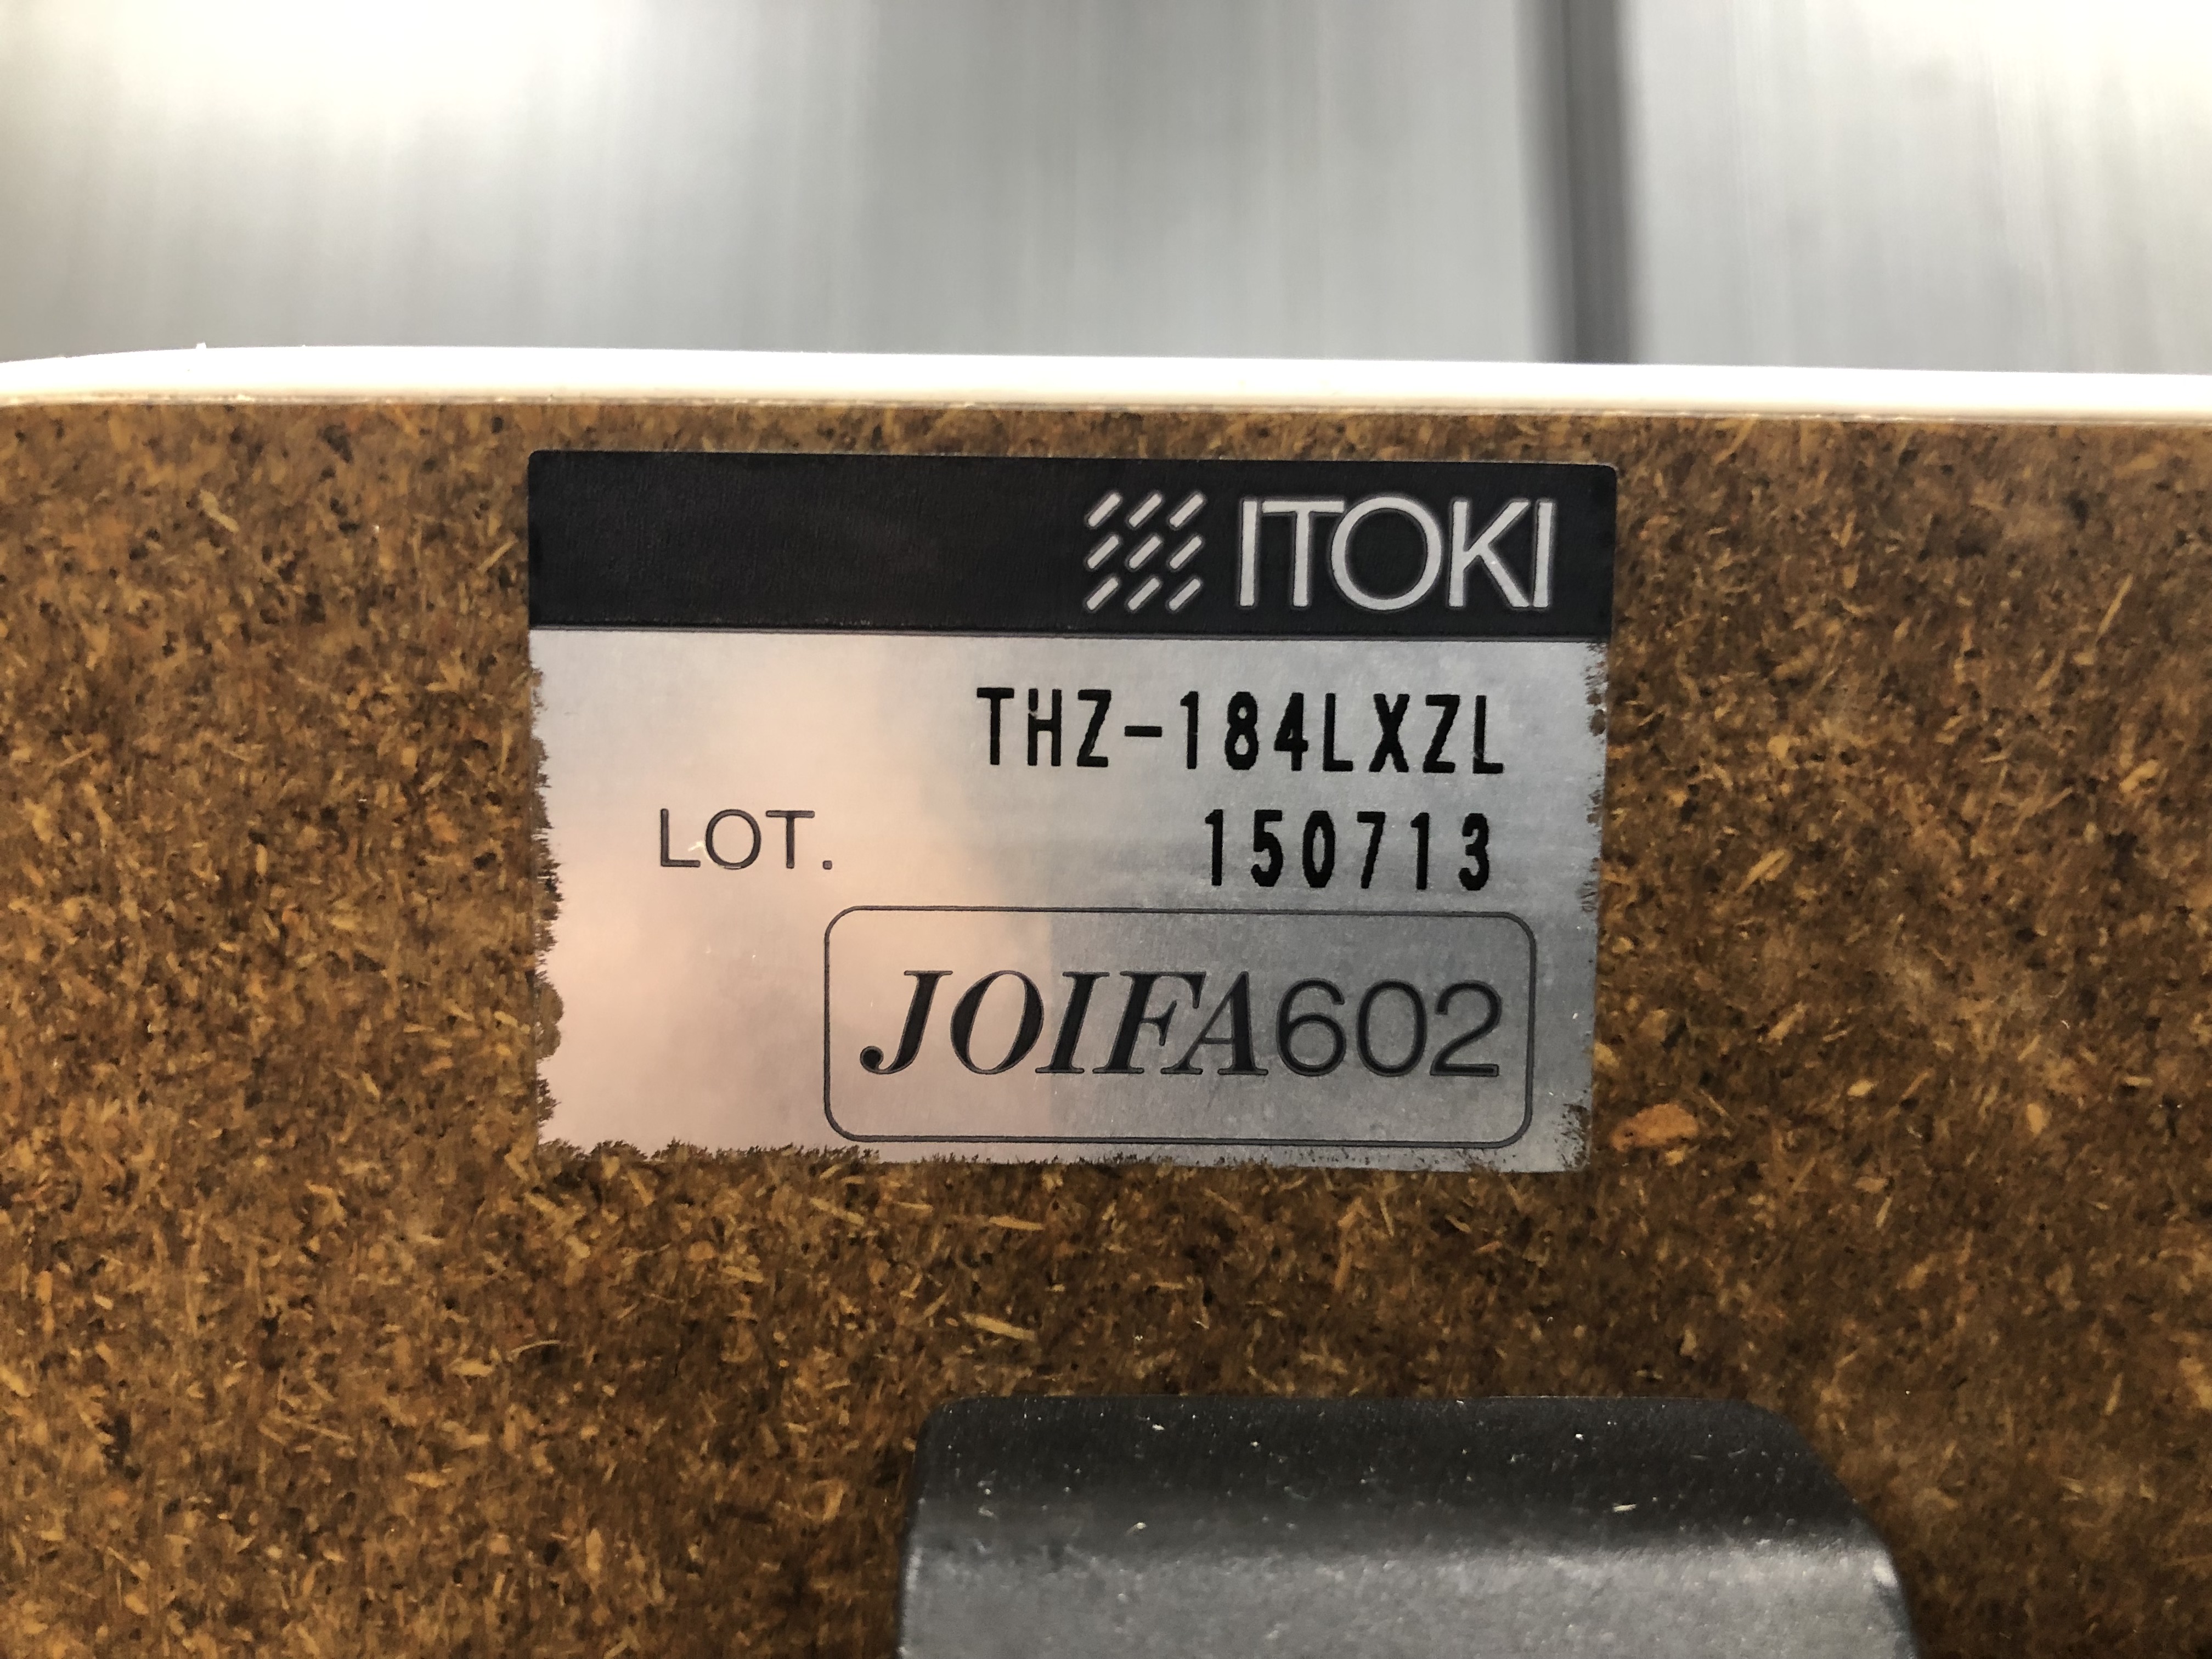 ITOKI
THZ-184LXZL
LOT. 150713
JOIFA602